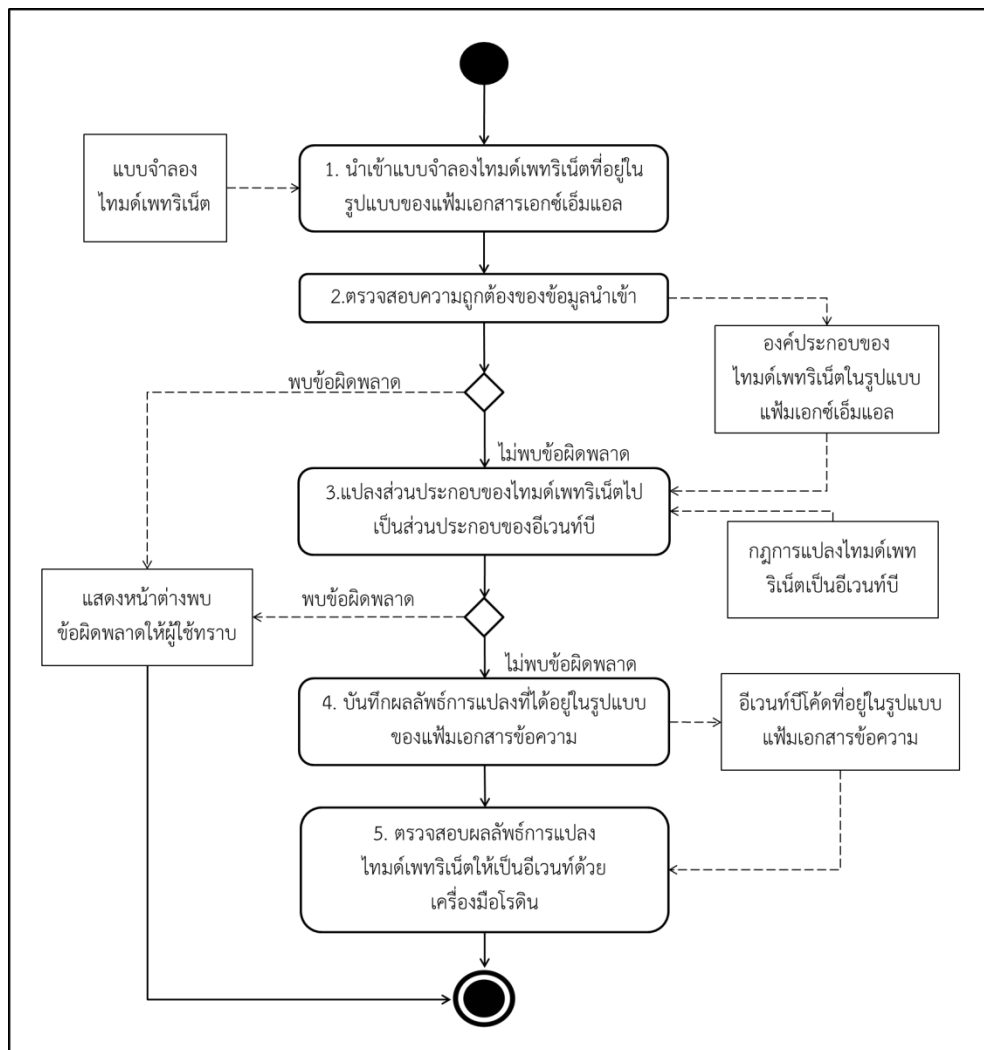 แบบจำลอง
ไทมด์เพทริเน็ต
1. นำเข้าแบบจำลองไทมด์เพทริเน็ตที่อยู่ใน
รูปแบบของแฟ้มเอกสารเอกซ์เอ็มแอล
2.ตรวจสอบความถูกต้องของข้อมูลนำเข้า
องค์ประกอบของ
ไทมด์เพทริเน็ตในรูปแบบ
แฟ้มเอกซ์เอ็มแอล
พบข้อผิดพลาด
ไม่พบข้อผิดพลาด
3.แปลงส่วนประกอบของไทมด์เพทริเน็ตไป
เป็นส่วนประกอบของอีเวนท์บี
กฎการแปลงไทมด์เพท
ริเน็ตเป็นอีเวนท์บี
แสดงหน้าต่างพบ
ข้อผิดพลาดให้ผู้ใช้ทราบ
พบข้อผิดพลาด
ไม่พบข้อผิดพลาด
4. บันทึกผลลัพธ์การแปลงที่ได้อยู่ในรูปแบบ
ของแฟ้มเอกสารข้อความ
อีเวนท์บีโค้ดที่อยู่ในรูปแบบ
แฟ้มเอกสารข้อความ
5. ตรวจสอบผลลัพธ์การแปลง
ไทมด์เพทริเน็ตให้เป็นอีเวนท์ด้วย
เครื่องมือโรดิน